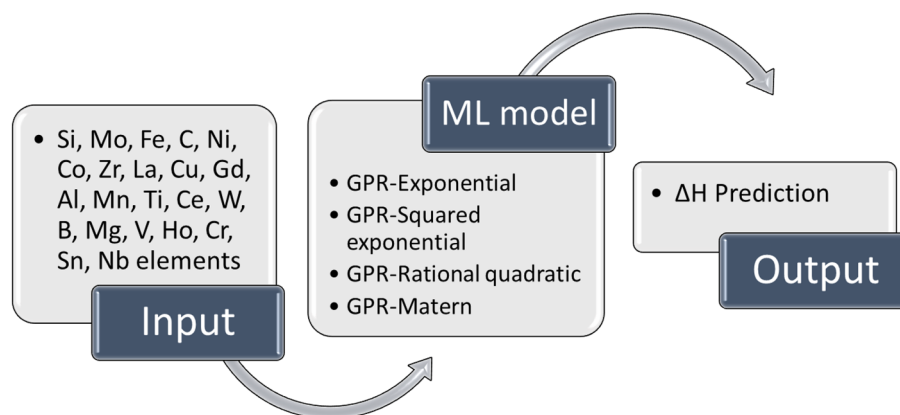 • Si, Mo, Fe, C, Ni,
Co, Zr, La, Cu, Gd,
Al, Mn, Ti, Ce, W,
B, Mg, V, Ho, Cr,
Sn, Nb elements
Input
ML model
• GPR-Exponential
• GPR-Squared
exponential
• GPR-Rational quadratic
• GPR-Matern
• ΔH Prediction
Output